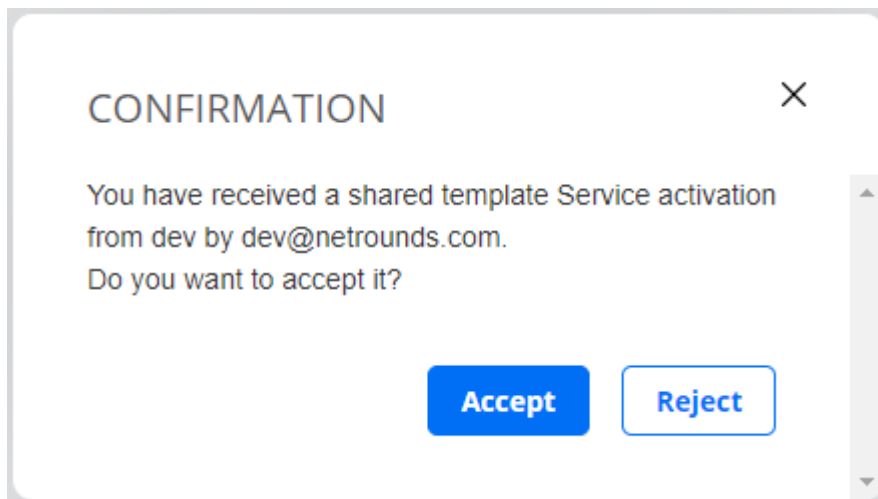 CONFIRMATION
You have received a shared template Service activation
from dev by dev@netrounds.com.
Do you want to accept it?
Accept
Reject